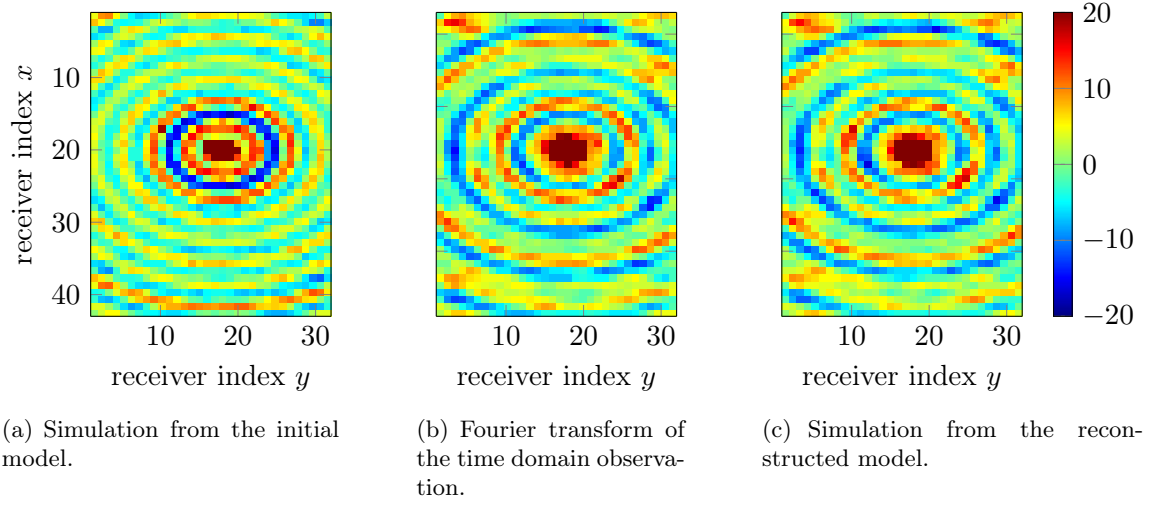 10
20
30
40
receiver index x
10
20
30
receiver index y
10
20
30
receiver index y
10
20
30
receiver index y
20
10
0
−10
−20
(a) Simulation from the initial
model.
(b) Fourier transform of
the time domain observa-
tion.
(c) Simulation from the recon-
structed model.